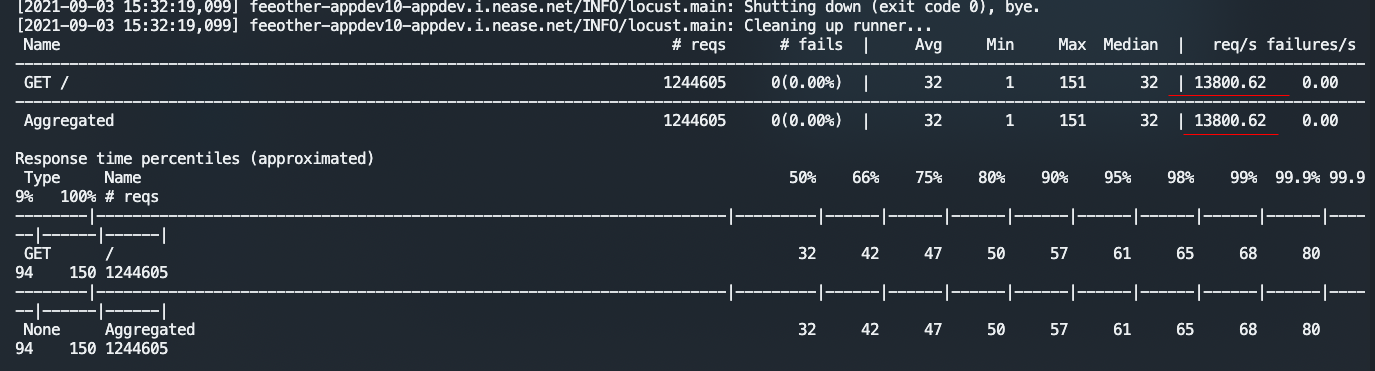 [2021-09-03 15:32:19,099] feeother-appdev10-appdev.i.nease.net/INFO/locust.main: Shutting down (exit code 0), bye.
[2021-09-03 15:32:19,099] feeother-appdev10-appdev.i.nease.net/INFO/locust.main: Cleaning up runner...
Name # reqs # fails | Avg Min Max Median | req/s failures/s
--------------------------------------------------------------------------------------------------------------------------------------------------------
GET / 1244605 0(0.00%) | 32 1 151 32 | 13800.62 0.00
--------------------------------------------------------------------------------------------------------------------------------------------------------
Aggregated 1244605 0(0.00%) | 32 1 151 32 | 13800.62 0.00
Response time percentiles (approximated)
Type Name 50% 66% 75% 80% 90% 95% 98% 99% 99.9% 99.9
9% 100% # reqs
--------|----------------------------------------------------------------------|---------|------|------|------|------|------|------|------|------|----
--|------|------|
GET / 32 42 47 50 57 61 65 68 80
94 150 1244605
--------|----------------------------------------------------------------------|---------|------|------|------|------|------|------|------|------|----
--|------|------|
None Aggregated 32 42 47 50 57 61 65 68 80
94 150 1244605